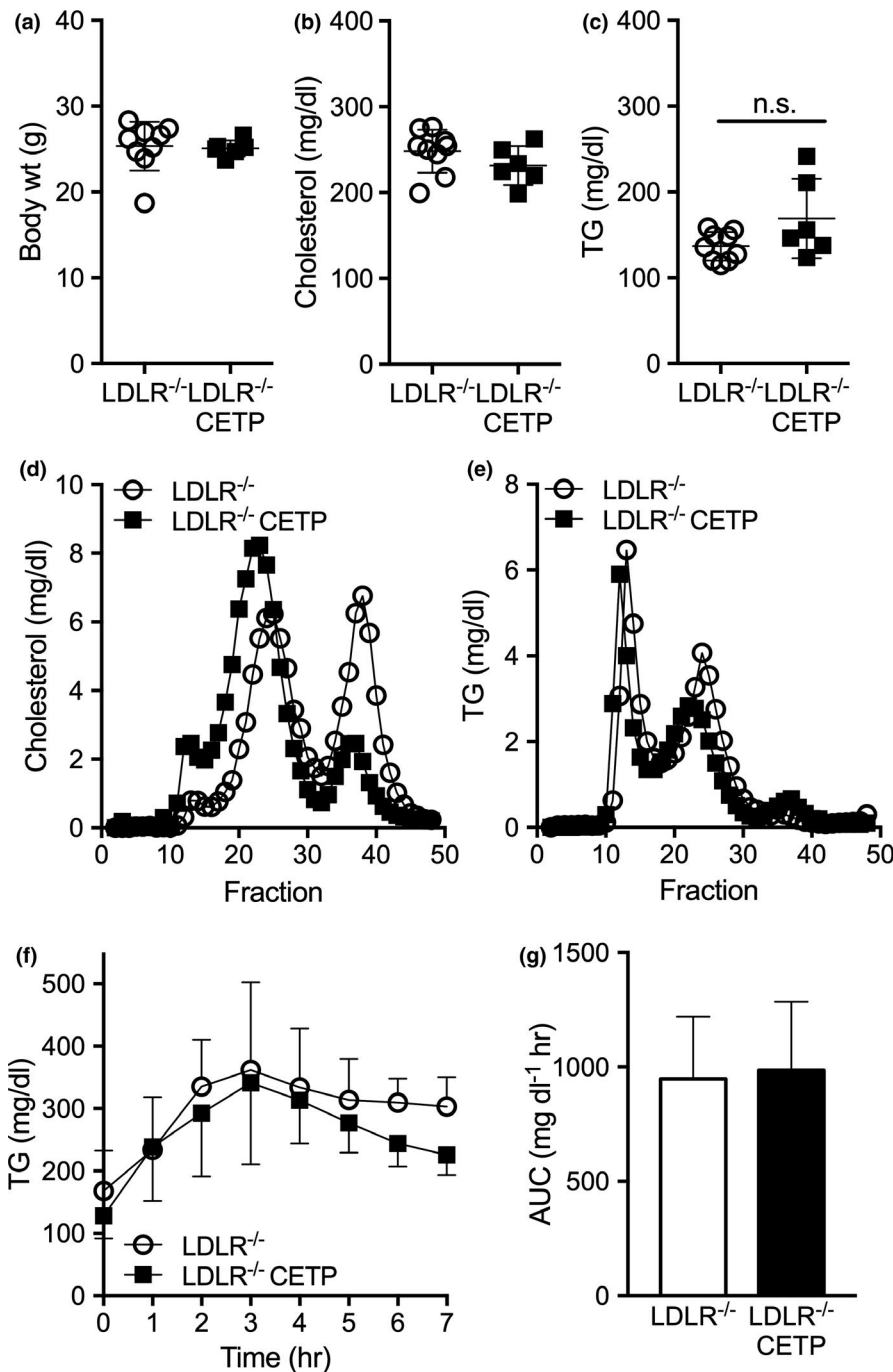 (a)
40
30
20
10
0
Body wt (g)
LDLR⁻/⁻ LDLR⁻/⁻
CETP
(b)
400
300
200
100
0
Cholesterol (mg/dl)
LDLR⁻/⁻ LDLR⁻/⁻
CETP
(c)
400
300
200
100
0
TG (mg/dl)
n.s.
LDLR⁻/⁻ LDLR⁻/⁻
CETP
(d)
LDLR⁻/⁻
LDLR⁻/⁻ CETP
10
8
6
4
2
0
Cholesterol (mg/dl)
0 10 20 30 40 50
Fraction
(e)
LDLR⁻/⁻
LDLR⁻/⁻ CETP
8
6
4
2
0
TG (mg/dl)
0 10 20 30 40 50
Fraction
(f)
500
400
300
200
100
0
TG (mg/dl)
LDLR⁻/⁻
LDLR⁻/⁻ CETP
0 1 2 3 4 5 6 7
Time (hr)
(g)
1500
1000
500
0
AUC (mg dl⁻¹ hr)
LDLR⁻/⁻ LDLR⁻/⁻
CETP